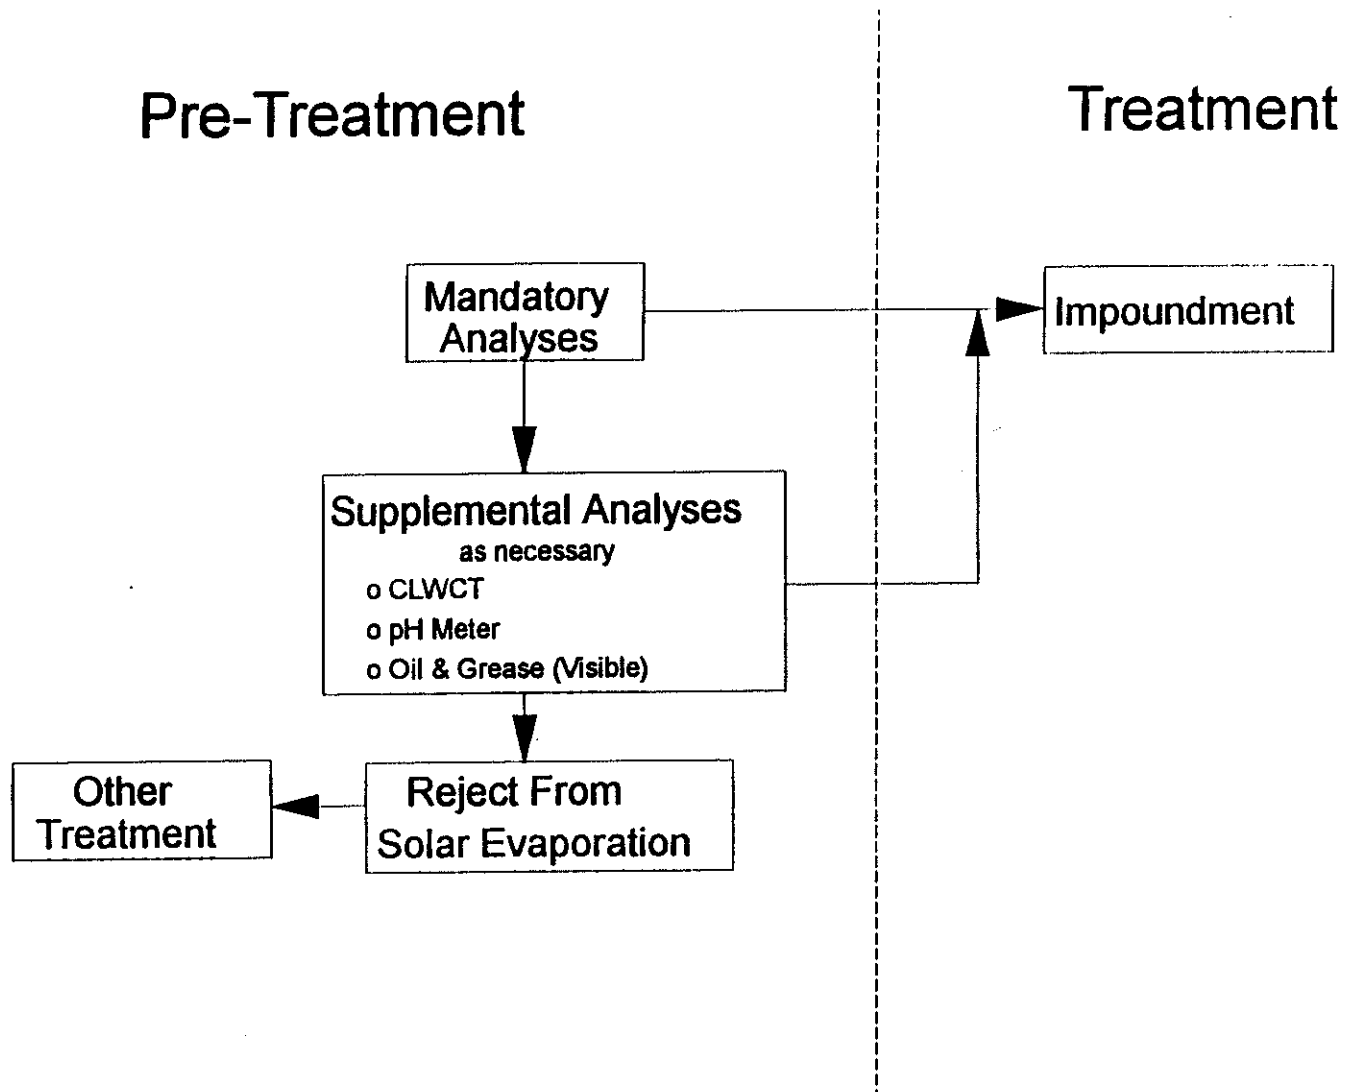 Pre-Treatment
Treatment
Mandatory
Analyses
Impoundment
Supplemental Analyses
as necessary
o CLWCT
o pH Meter
o Oil & Grease (Visible)
Other
Treatment
Reject From
Solar Evaporation